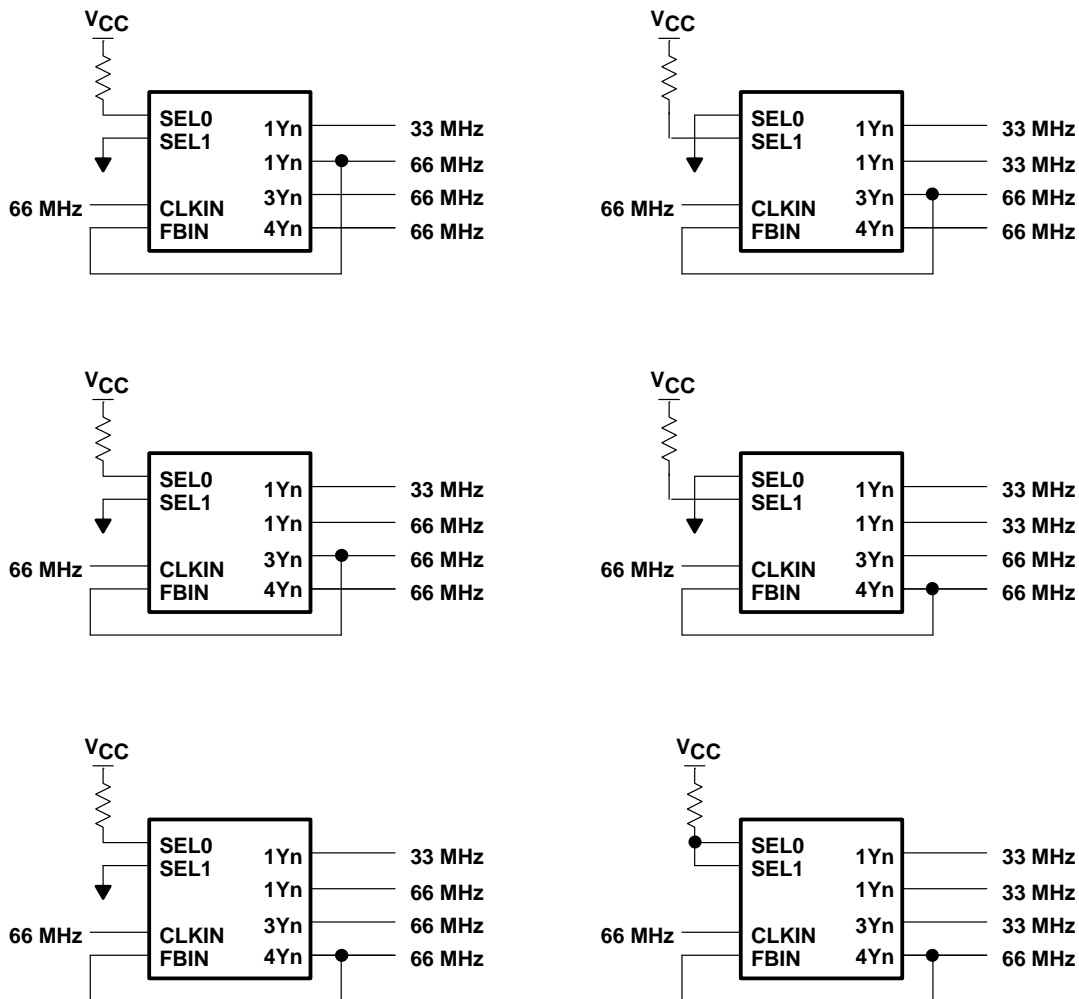 VCC
SEL0
SEL1
1Yn 33 MHz
1Yn 66 MHz
3Yn 66 MHz
66 MHz CLKIN
FBIN
4Yn 66 MHz
VCC
SEL0
SEL1
1Yn 33 MHz
1Yn 33 MHz
3Yn 66 MHz
66 MHz CLKIN
FBIN
4Yn 66 MHz
VCC
SEL0
SEL1
1Yn 33 MHz
1Yn 66 MHz
3Yn 66 MHz
66 MHz CLKIN
FBIN
4Yn 66 MHz
VCC
SEL0
SEL1
1Yn 33 MHz
1Yn 33 MHz
3Yn 66 MHz
66 MHz CLKIN
FBIN
4Yn 66 MHz
VCC
SEL0
SEL1
1Yn 33 MHz
1Yn 66 MHz
3Yn 66 MHz
66 MHz CLKIN
FBIN
4Yn 66 MHz
VCC
SEL0
SEL1
1Yn 33 MHz
1Yn 33 MHz
3Yn 33 MHz
66 MHz CLKIN
FBIN
4Yn 66 MHz